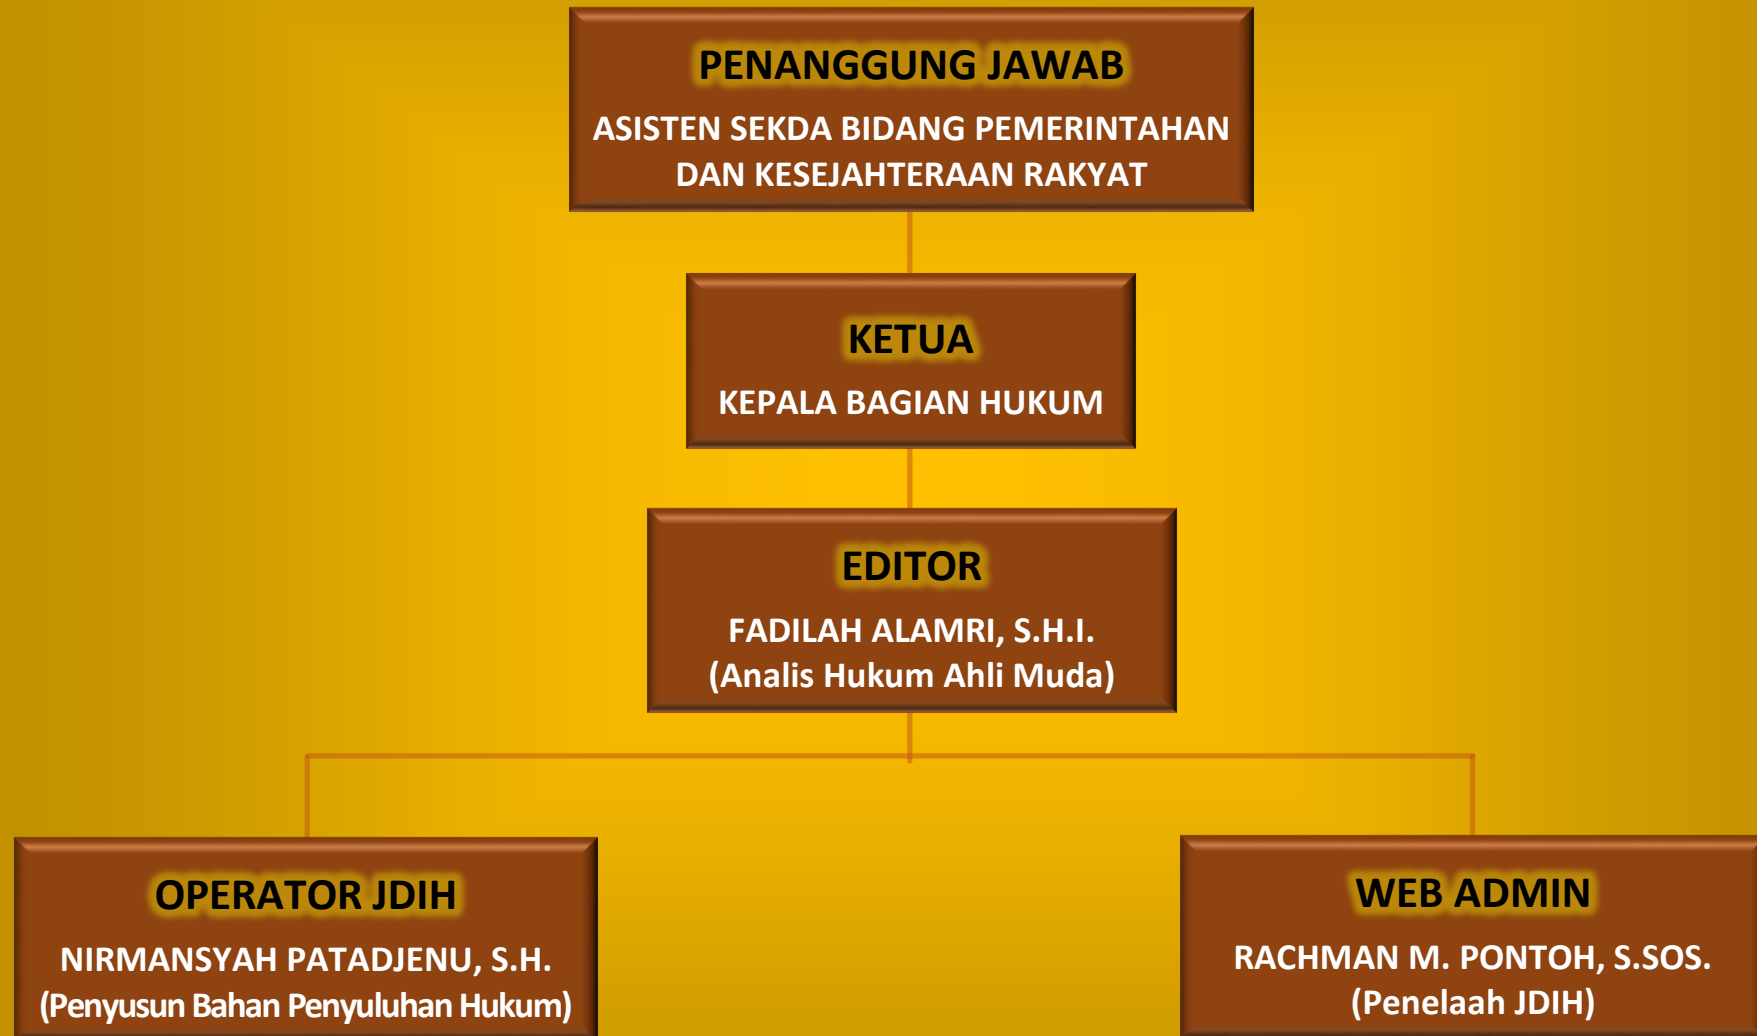 PENANGGUNG JAWAB
ASISTEN SEKDA BIDANG PEMERINTAHAN
DAN KESEJAHTERAAN RAKYAT
KETUA
KEPALA BAGIAN HUKUM
EDITOR
FADILAH ALAMRI, S.H.I.
(Analis Hukum Ahli Muda)
OPERATOR JDIH
NIRMANSYAH PATADJENU, S.H.
(Penyusun Bahan Penyuluhan Hukum)
WEB ADMIN
RACHMAN M. PONTOH, S.SOS.
(Penelaah JDIH)